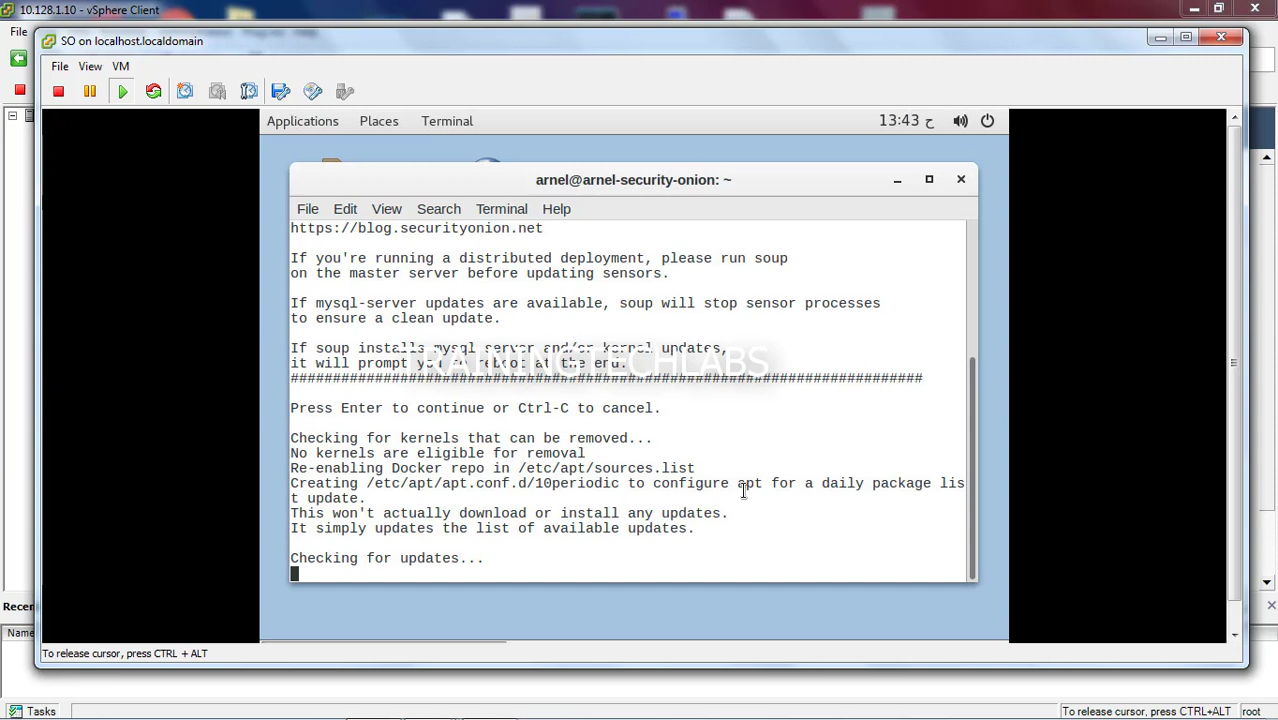 10.128.1.10 - vSphere Client
File
SO on localhost.localdomain
File View VM
Applications Places Terminal 13:43 ح
arnel@arnel-security-onion: ~
File Edit View Search Terminal Help
https://blog.securityonion.net
If you're running a distributed deployment, please run soup
on the master server before updating sensors.
If mysql-server updates are available, soup will stop sensor processes
to ensure a clean update.
If soup installs mysql-server and/or kernel updates,
it will prompt you to reboot at the end.
TRAININGTECHLABS
###########################################################################
Press Enter to continue or Ctrl-C to cancel.
Checking for kernels that can be removed...
No kernels are eligible for removal
Re-enabling Docker repo in /etc/apt/sources.list
Creating /etc/apt/apt.conf.d/10periodic to configure apt for a daily package lis
t update.
This won't actually download or install any updates.
It simply updates the list of available updates.
Checking for updates...
Recen
Name
To release cursor, press CTRL + ALT
Tasks To release cursor, press CTRL+ALT root